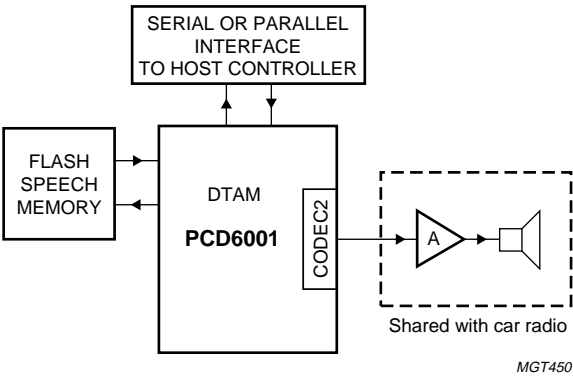 SERIAL OR PARALLEL
INTERFACE
TO HOST CONTROLLER
FLASH
SPEECH
MEMORY
DTAM
PCD6001
CODEC2
A
Shared with car radio
MGT450